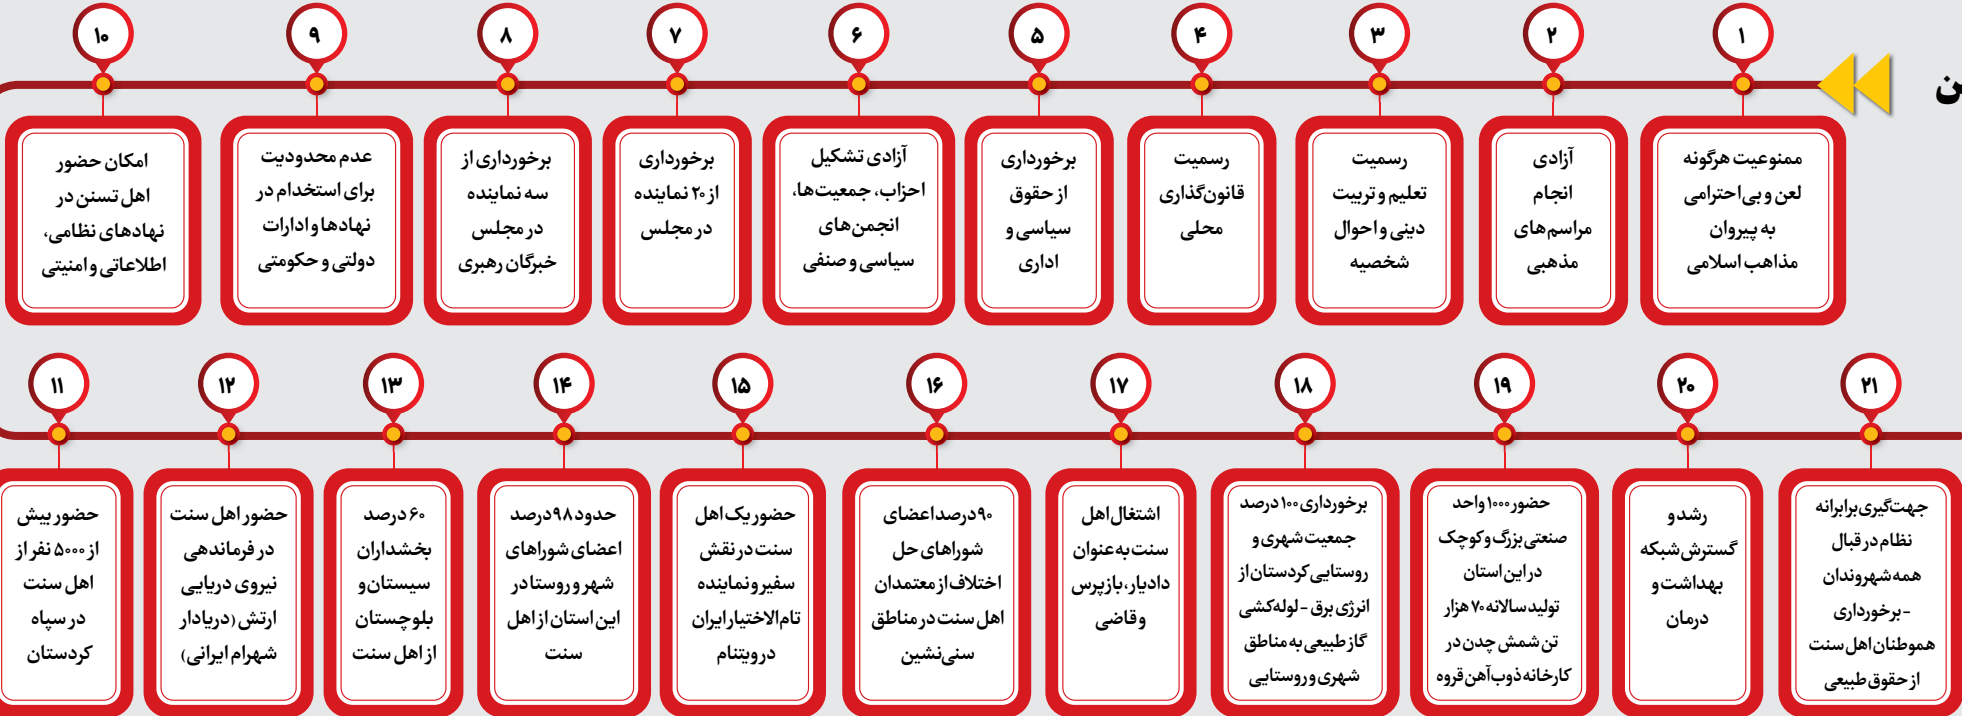 ۱
ممنوعیت هرگونه
لعن و بی‌احترامی
به پیروان
مذاهب اسلامی
۲
آزادی
انجام
مراسم‌های
مذهبی
۳
رسمیت
تعلیم و تربیت
دینی و احوال
شخصیه
۴
رسمیت
قانون‌گذاری
محلی
۵
برخورداری
از حقوق
سیاسی و
اداری
۶
آزادی تشکیل
احزاب، جمعیت‌ها،
انجمن‌های
سیاسی و صنفی
۷
برخورداری
از ۲۰ نماینده
در مجلس
۸
برخورداری از
سه نماینده
در مجلس
خبرگان رهبری
۹
عدم محدودیت
برای استخدام در
نهادها و ادارات
دولتی و حکومتی
۱۰
امکان حضور
اهل تسنن در
نهادهای نظامی،
اطلاعاتی و امنیتی
۱۱
حضور بیش
از ۵۰۰۰ نفر از
اهل سنت
در سپاه
کردستان
۱۲
حضور اهل سنت
در فرماندهی
نیروی دریایی
ارتش (دریادار
شهرام ایرانی)
۱۳
۶۰ درصد
بخشداران
سیستان و
بلوچستان
از اهل سنت
۱۴
حدود ۹۸ درصد
اعضای شوراهای
شهر و روستا در
این استان از اهل
سنت
۱۵
حضور یک اهل
سنت در نقش
سفیر و نماینده
تام‌الاختیار ایران
در ویتنام
۱۶
۹۰ درصد اعضای
شوراهای حل
اختلاف از معتمدان
اهل سنت در مناطق
سنی‌نشین
۱۷
اشتغال اهل
سنت به عنوان
دادیار، بازپرس
و قاضی
۱۸
برخورداری ۱۰۰ درصد
جمعیت شهری و
روستایی کردستان از
انرژی برق - لوله‌کشی
گاز طبیعی به مناطق
شهری و روستایی
۱۹
حضور ۱۰۰۰ واحد
صنعتی بزرگ و کوچک
در این استان
تولید سالانه ۷۰ هزار
تن شمش چدن در
کارخانه ذوب آهن قروه
۲۰
رشد و
گسترش شبکه
بهداشت و
درمان
۲۱
جهت‌گیری برابرانه
نظام در قبال
همه شهروندان
- برخورداری
هموطنان اهل سنت
از حقوق طبیعی